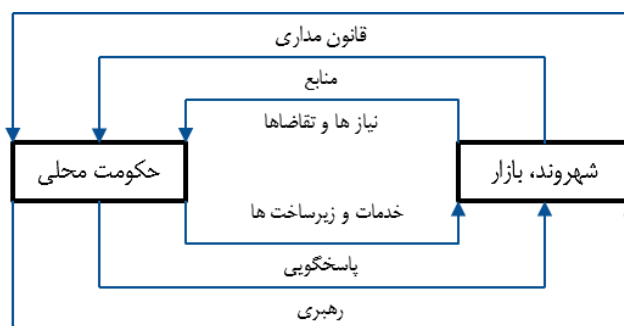 قانون مداری
منابع
نیاز ها و تقاضاها
شهروند، بازار
حکومت محلی
خدمات و زیرساخت ها
پاسخگویی
رهبری